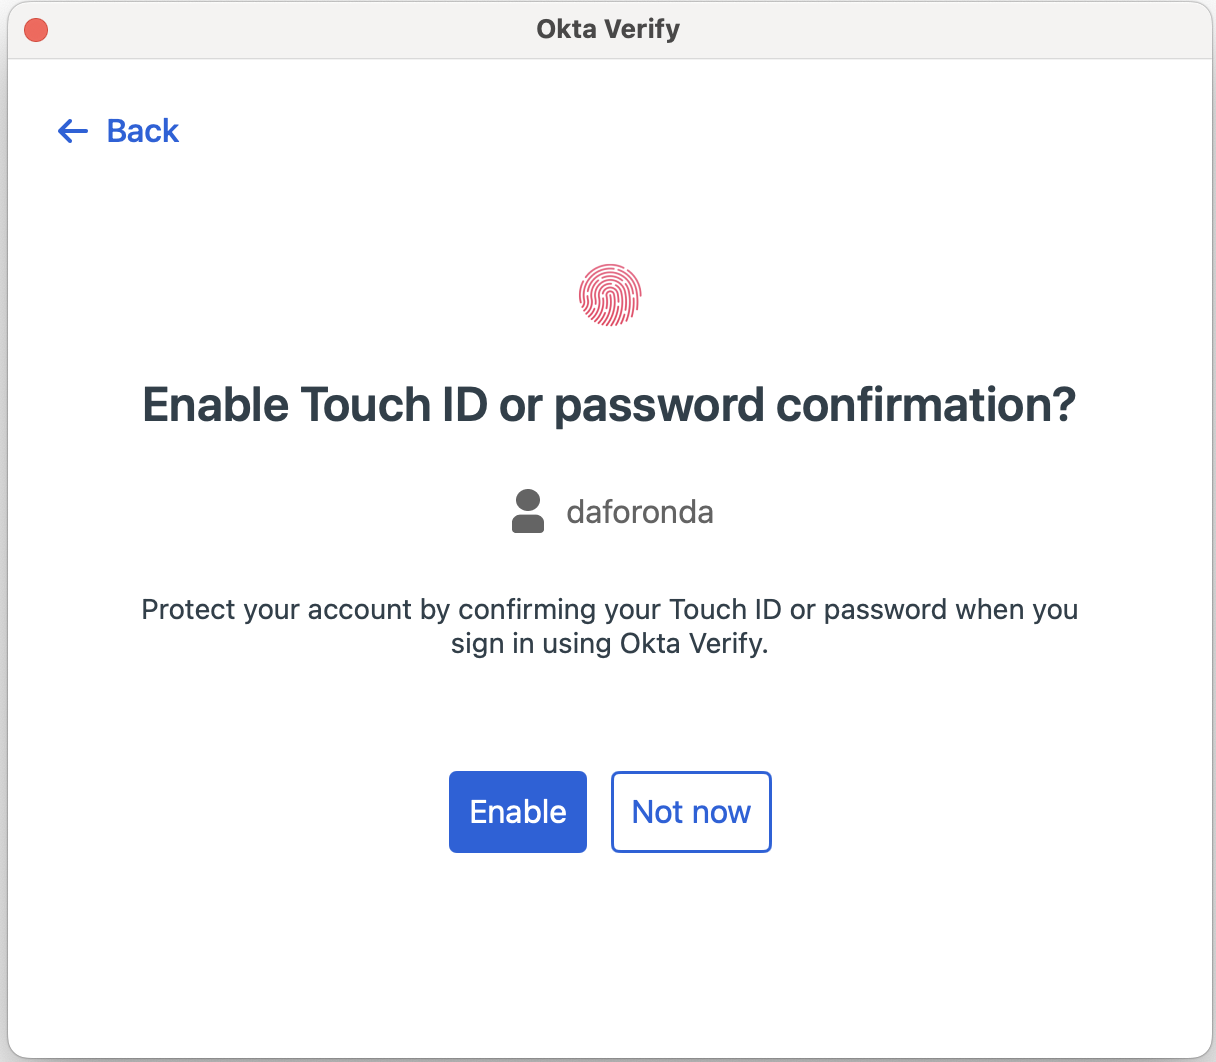 Okta Verify
Back
Enable Touch ID or password confirmation?
daforonda
Protect your account by confirming your Touch ID or password when you
sign in using Okta Verify.
Enable
Not now